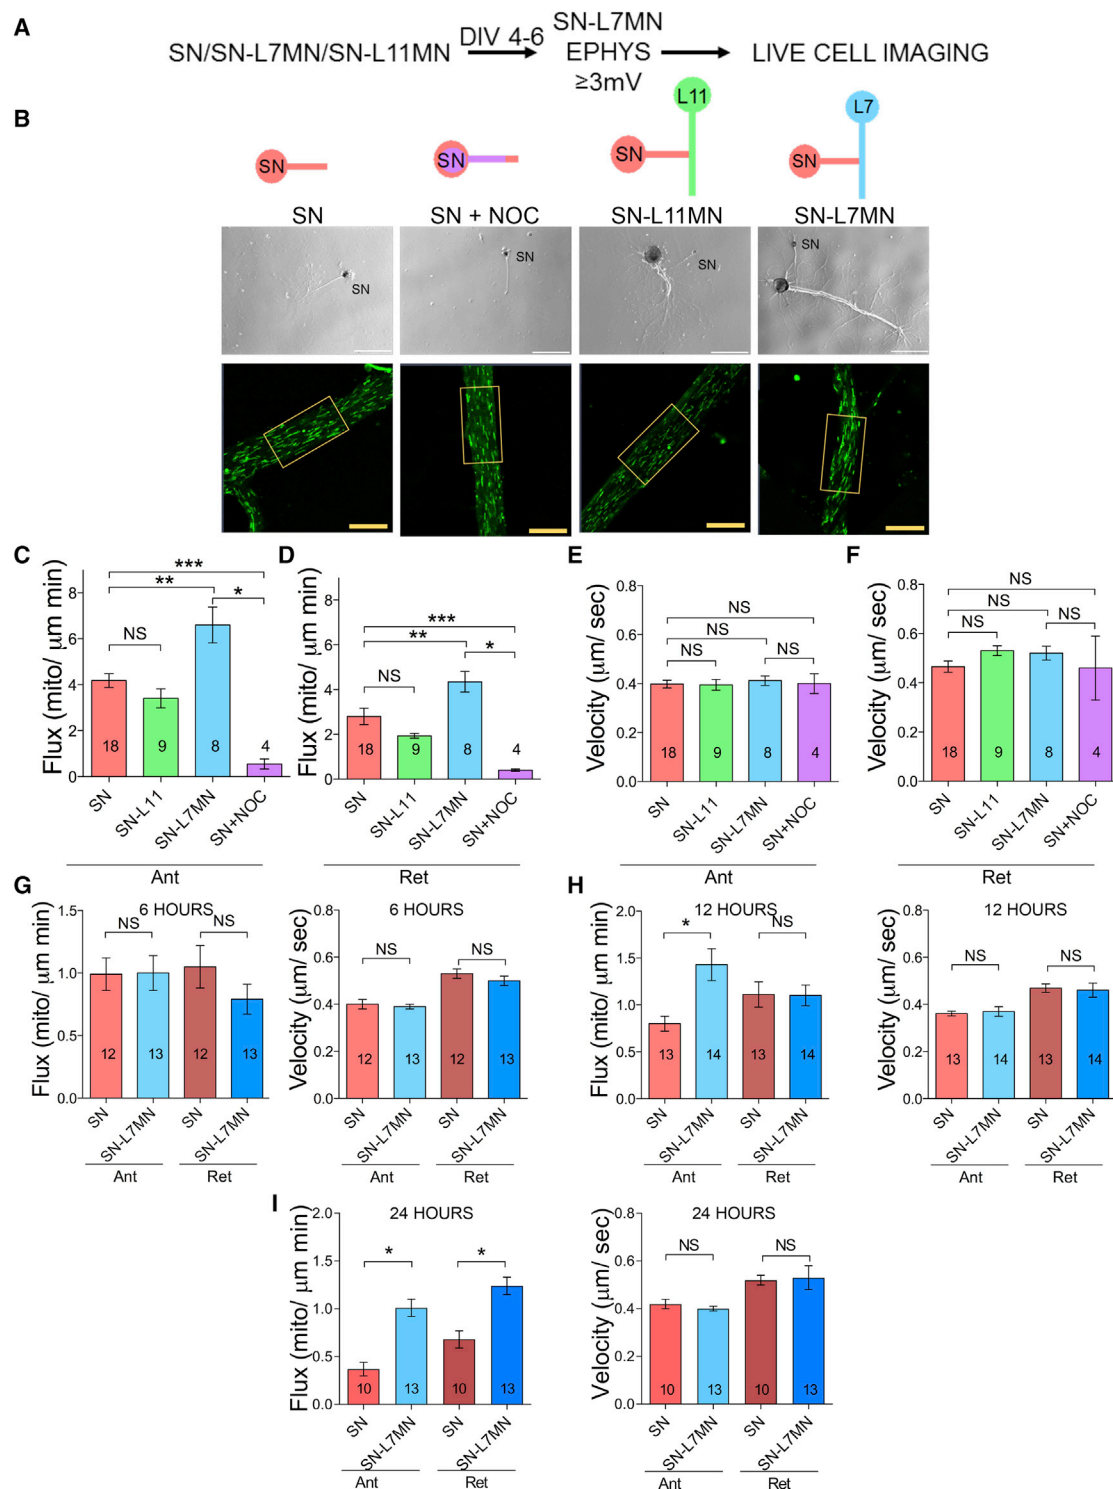 A
SN/SN-L7MN/SN-L11MN
DIV 4-6
SN-L7MN
EPHYS
≥3mV
LIVE CELL IMAGING
B
SN
SN
SN
L11
SN
L7
SN
SN + NOC
SN-L11MN
SN-L7MN
SN
SN
SN
SN
C
Flux (mito/ μm min)
***
**
*
NS
8
6
4
2
0
18
9
8
4
SN
SN-L11
SN-L7MN
SN+NOC
Ant
D
Flux (mito/ μm min)
***
**
*
NS
8
6
4
2
0
18
9
8
4
SN
SN-L11
SN-L7MN
SN+NOC
Ret
E
Velocity (μm/ sec)
NS
NS
NS
NS
0.8
0.6
0.4
0.2
0.0
18
9
8
4
SN
SN-L11
SN-L7MN
SN+NOC
Ant
F
Velocity (μm/ sec)
NS
NS
NS
NS
0.8
0.6
0.4
0.2
0.0
18
9
8
4
SN
SN-L11
SN-L7MN
SN+NOC
Ret
G
6 HOURS
Flux (mito/ μm min)
NS
NS
1.5
1.0
0.5
0.0
12
13
12
13
SN
SN-L7MN
SN
SN-L7MN
Ant
Ret
6 HOURS
Velocity (μm/ sec)
NS
NS
0.8
0.6
0.4
0.2
0.0
12
13
12
13
SN
SN-L7MN
SN
SN-L7MN
Ant
Ret
H
12 HOURS
Flux (mito/ μm min)
*
NS
2.0
1.5
1.0
0.5
0.0
13
14
13
14
SN
SN-L7MN
SN
SN-L7MN
Ant
Ret
12 HOURS
Velocity (μm/ sec)
NS
NS
0.8
0.6
0.4
0.2
0.0
13
14
13
14
SN
SN-L7MN
SN
SN-L7MN
Ant
Ret
I
24 HOURS
Flux (mito/ μm min)
*
*
2.0
1.5
1.0
0.5
0.0
10
13
10
13
SN
SN-L7MN
SN
SN-L7MN
Ant
Ret
24 HOURS
Velocity (μm/ sec)
NS
NS
0.8
0.6
0.4
0.2
0.0
10
13
10
13
SN
SN-L7MN
SN
SN-L7MN
Ant
Ret